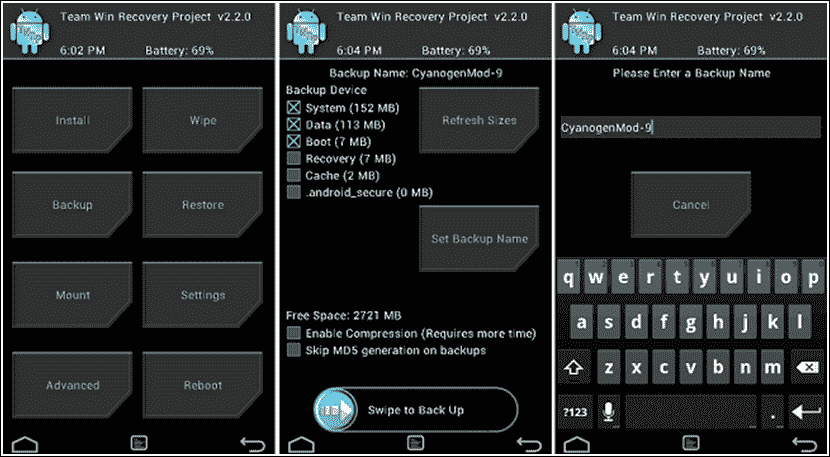 Team Win Recovery Project v2.2.0
6:02 PM Battery: 69%
Install Wipe
Backup Restore
Mount Settings
Advanced Reboot
Team Win Recovery Project v2.2.0
6:04 PM Battery: 69%
Backup Name: CyanogenMod-9
Backup Device
System (152 MB)
Data (113 MB)
Boot (7 MB)
Recovery (7 MB)
Cache (2 MB)
.android_secure (0 MB)
Refresh Sizes
Set Backup Name
Free Space: 2721 MB
Enable Compression (Requires more time)
Skip MD5 generation on backups
Swipe to Back Up
Team Win Recovery Project v2.2.0
6:04 PM Battery: 69%
Please Enter a Backup Name
CyanogenMod-9
Cancel
q w e r t y u i o p
a s d f g h j k l
z x c v b n m
?123 .